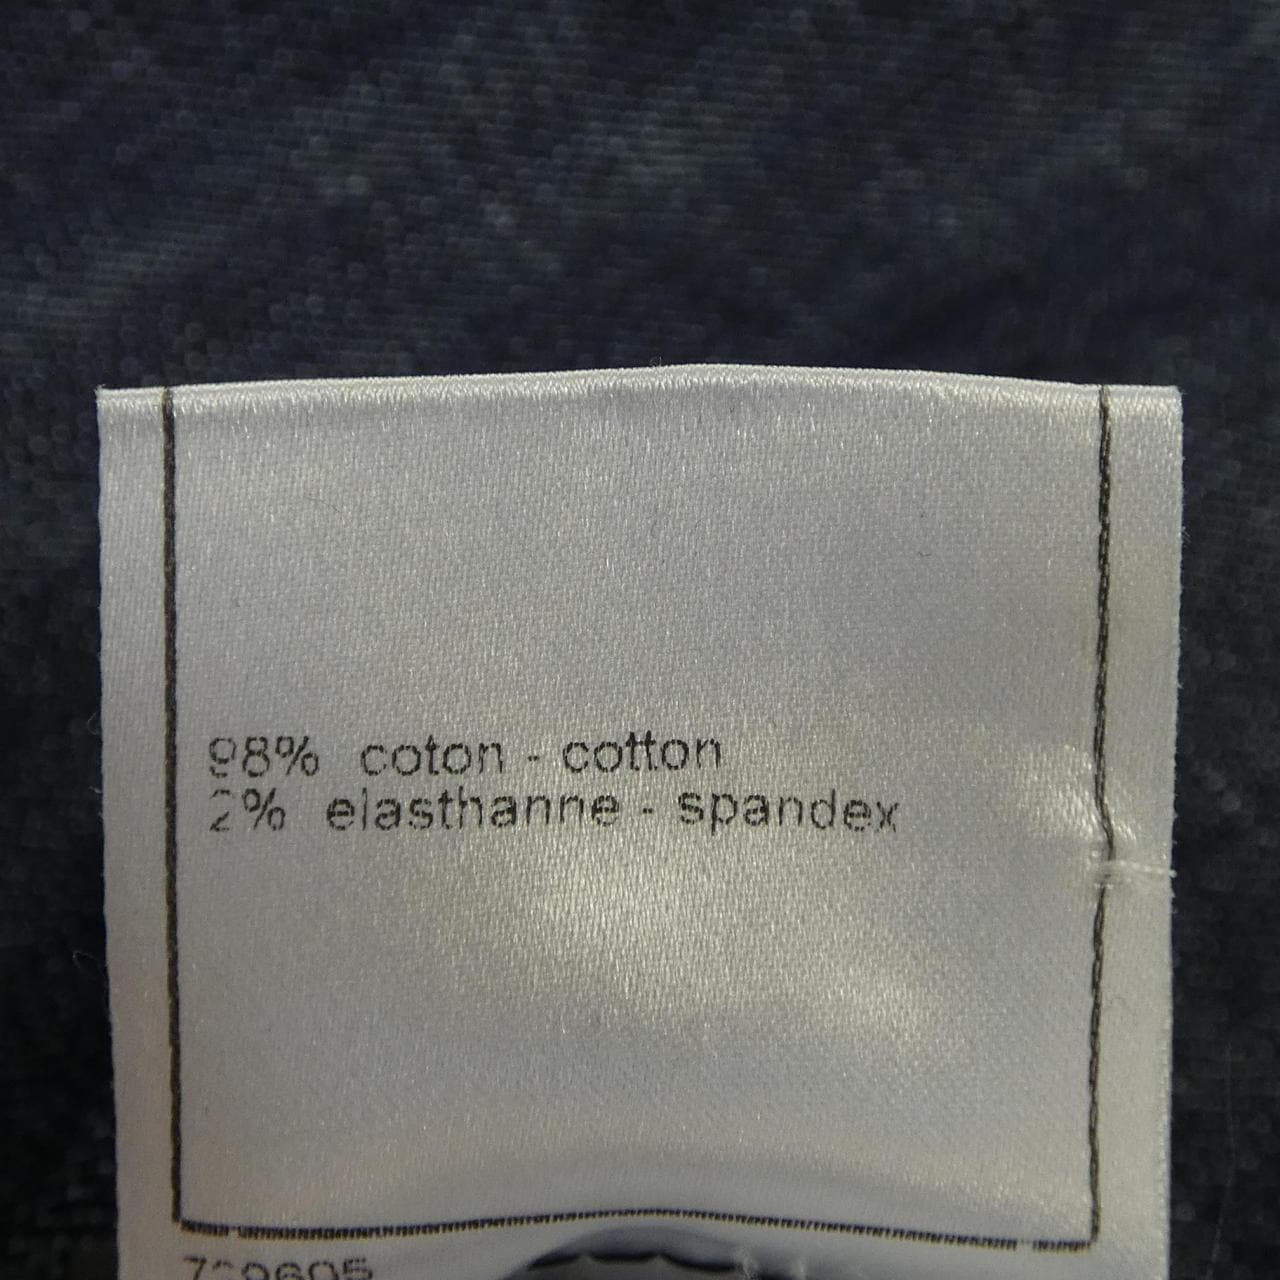 98% coton - cotton
2% elasthanne - spandex